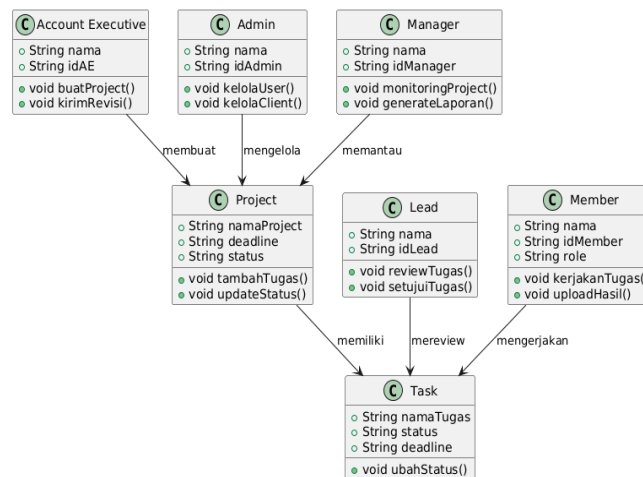 C Account Executive
String nama
String idAE
void buatProject()
void kirimRevisi()
C Admin
String nama
String idAdmin
void kelolaUser()
void kelolaClient()
C Manager
String nama
String idManager
void monitoringProject()
void generateLaporan()
membuat
mengelola
memantau
C Project
String namaProject
String deadline
String status
void tambahTugas()
void updateStatus()
C Lead
String nama
String idLead
void reviewTugas()
void setujuiTugas()
C Member
String nama
String idMember
String role
void kerjakanTugas()
void uploadHasil()
memiliki
mereview
mengerjakan
C Task
String namaTugas
String status
String deadline
void ubahStatus()